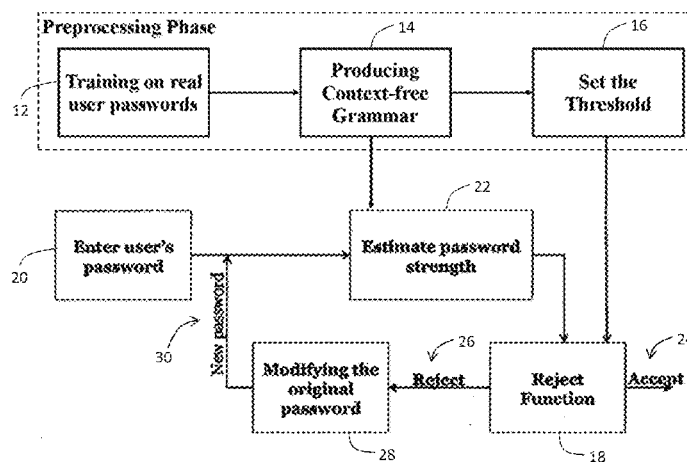 Preprocessing Phase
14
16
12
Training on real
user passwords
Producing
Context-free
Grammar
Set the
Threshold
22
20
Enter user's
password
Estimate password
strength
New password
30
26
24
Modifying the
original
password
Reject
Reject
Function
Accept
28
18